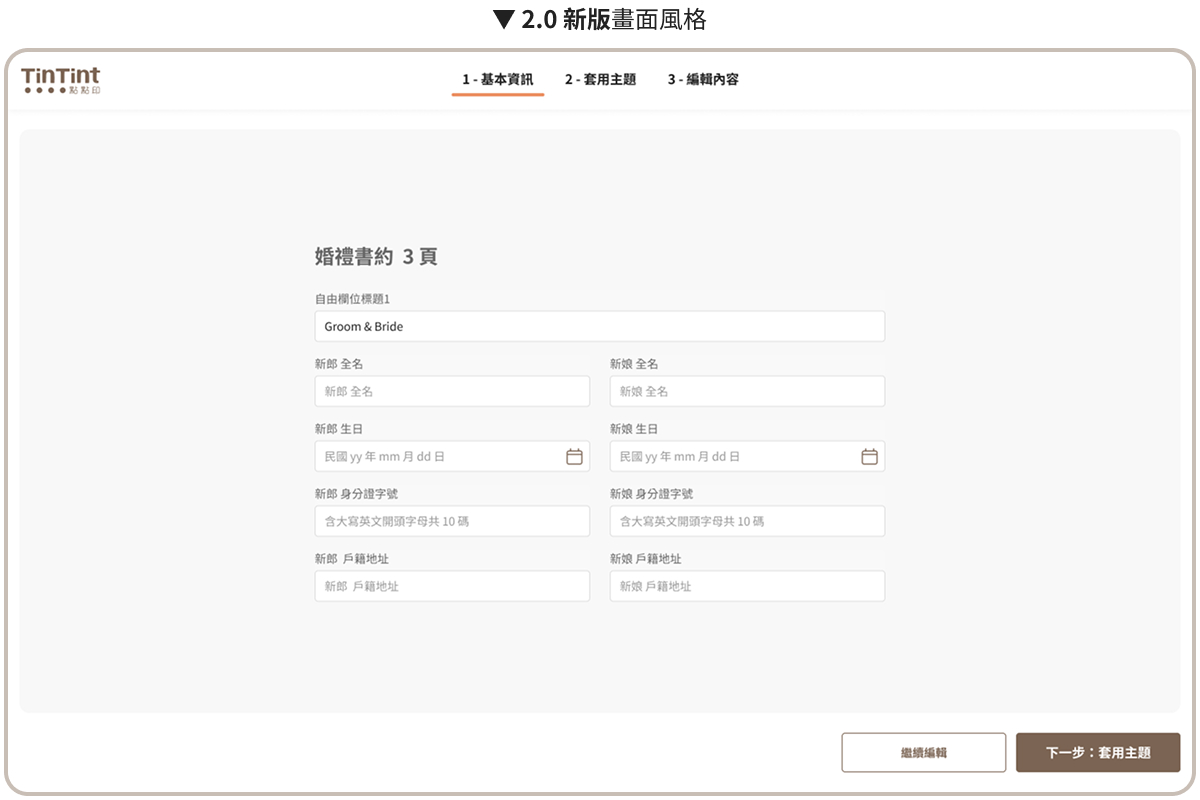 ▼ 2.0 新版畫面風格
TinTint
點點印
1 - 基本資訊 2 - 套用主題 3 - 編輯內容
婚禮書約 3 頁
自由欄位標題1
Groom & Bride
新郎 全名 新娘 全名
新郎 全名 新娘 全名
新郎 生日 新娘 生日
民國 yy 年 mm 月 dd 日 民國 yy 年 mm 月 dd 日
新郎 身分證字號 新娘 身分證字號
含大寫英文開頭字母共 10 碼 含大寫英文開頭字母共 10 碼
新郎 戶籍地址 新娘 戶籍地址
新郎 戶籍地址 新娘 戶籍地址
繼續編輯 下一步：套用主題